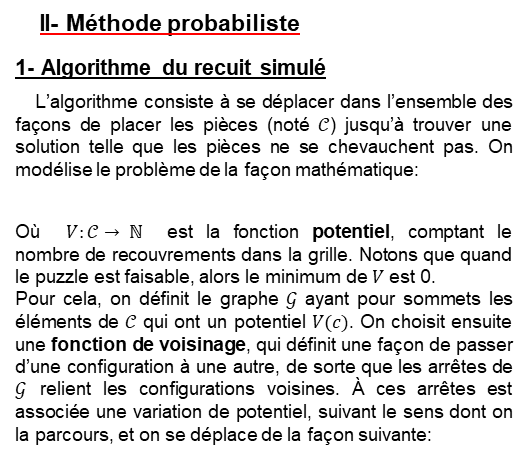 II- Méthode probabiliste
1- Algorithme du recuit simulé
L’algorithme consiste à se déplacer dans l’ensemble des
façons de placer les pièces (noté 𝒞) jusqu’à trouver une
solution telle que les pièces ne se chevauchent pas. On
modélise le problème de la façon mathématique:
Où V: 𝒞 → ℕ est la fonction potentiel, comptant le
nombre de recouvrements dans la grille. Notons que quand
le puzzle est faisable, alors le minimum de V est 0.
Pour cela, on définit le graphe 𝒢 ayant pour sommets les
éléments de 𝒞 qui ont un potentiel V(c). On choisit ensuite
une fonction de voisinage, qui définit une façon de passer
d’une configuration à une autre, de sorte que les arrêtes de
𝒢 relient les configurations voisines. À ces arrêtes est
associée une variation de potentiel, suivant le sens dont on
la parcours, et on se déplace de la façon suivante: